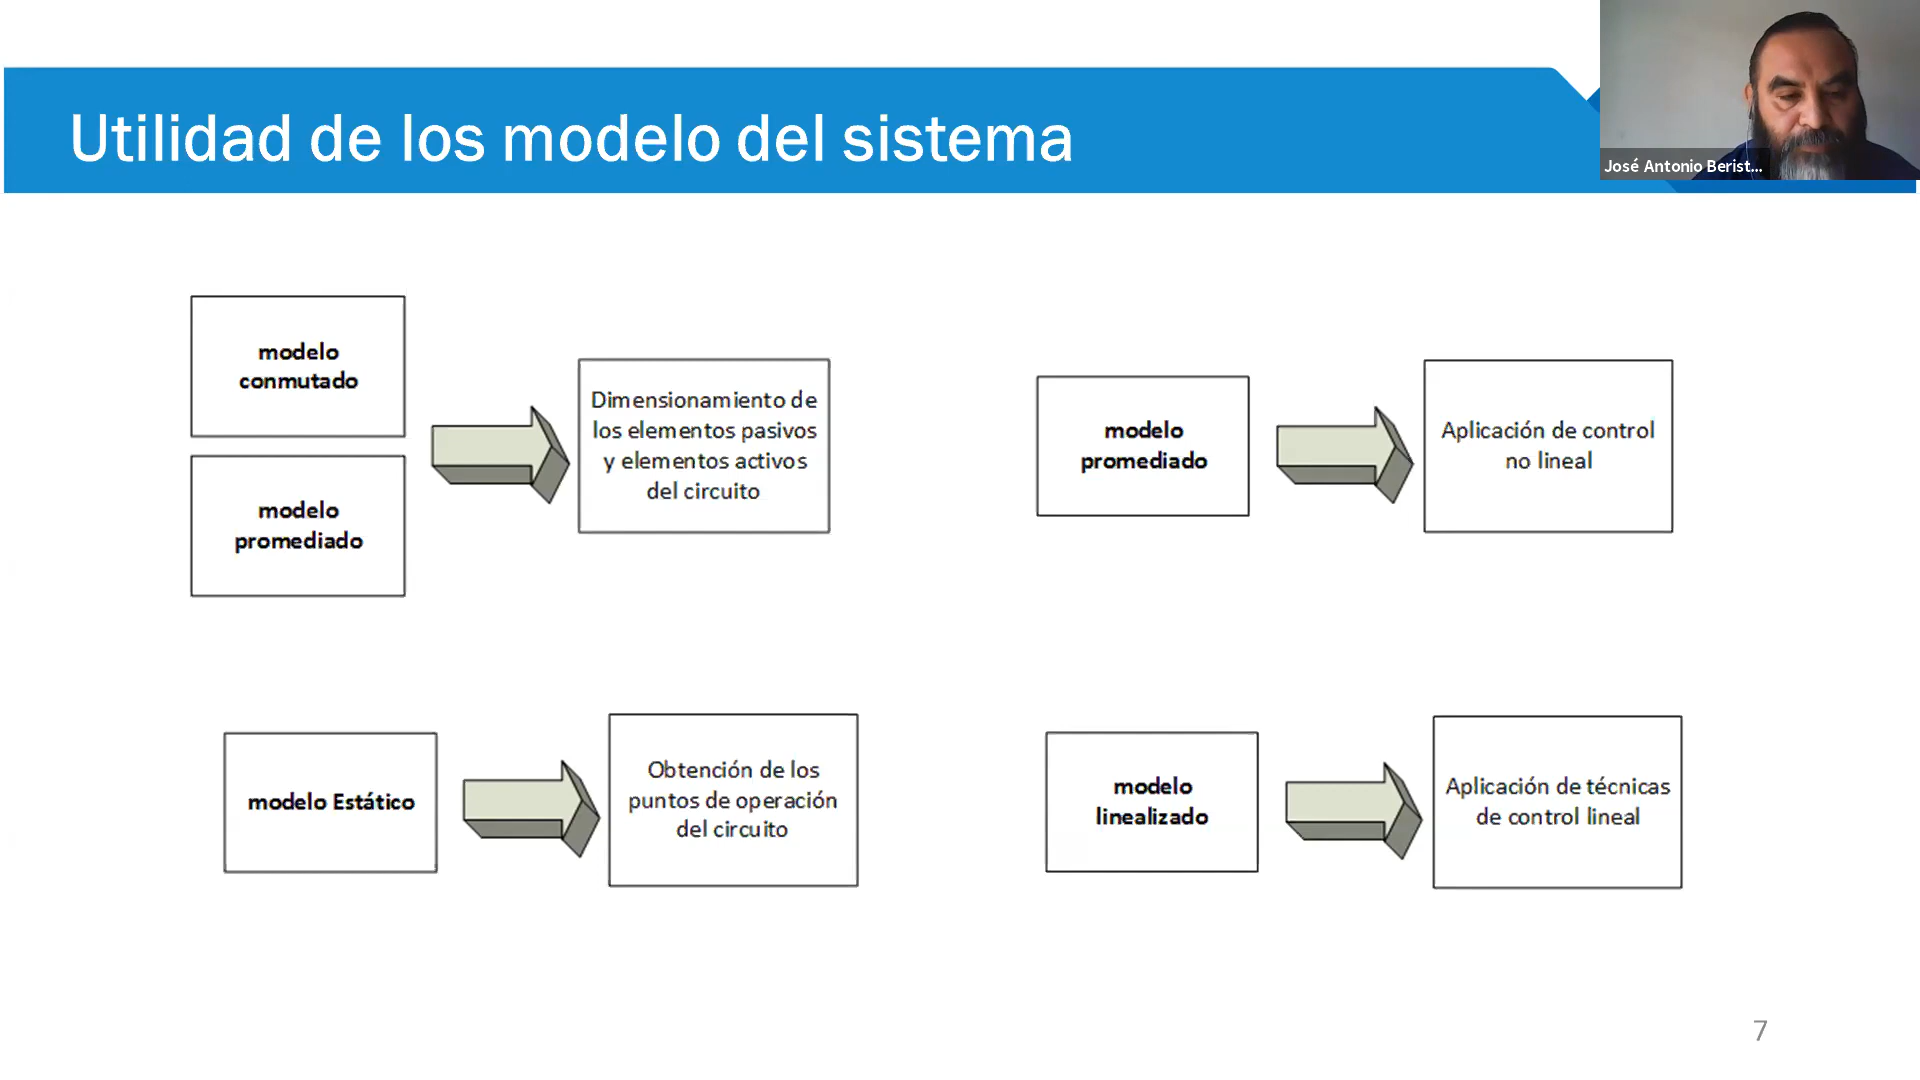 Utilidad de los modelo del sistema
José Antonio Berist...
modelo
conmutado
modelo
promediado
Dimensionamiento de
los elementos pasivos
y elementos activos
del circuito
modelo
promediado
Aplicación de control
no lineal
modelo Estático
Obtención de los
puntos de operación
del circuito
modelo
linealizado
Aplicación de técnicas
de control lineal
7